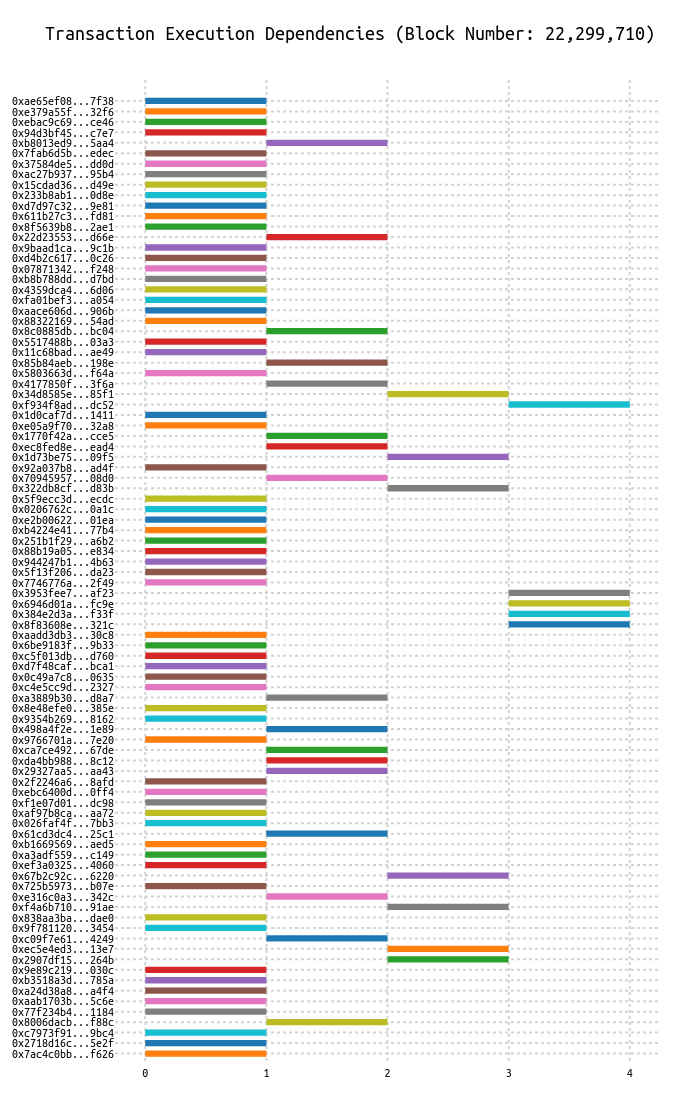 Transaction Execution Dependencies (Block Number: 22,299,710)
0xae65ef08...7f38
0xe379a55f...32f6
0xebac9c69...ce46
0x94d3bf45...c7e7
0xb8013ed9...5aa4
0x7fab6d5b...edec
0x37584de5...dd0d
0xac27b937...95b4
0x15cdad36...d49e
0x233b8ab1...0d8e
0xd7d97c32...9e81
0x611b27c3...fd81
0x8f5639b8...2ae1
0x22d23553...d66e
0x9baad1ca...9c1b
0xd4b2c617...0c26
0x07871342...f248
0xb8b788dd...d7bd
0x4359dca4...6d06
0xfa01bef3...a054
0xaace606d...906b
0x88322169...54ad
0x8c0885db...bc04
0x5517488b...03a3
0x11c68bad...ae49
0x85b84aeb...198e
0x5803663d...f64a
0x4177850f...3f6a
0x34d8585e...85f1
0xf934f8ad...dc52
0x1d0caf7d...1411
0xe05a9f70...32a8
0x1770f42a...cce5
0xec8fed8e...ead4
0x1d73be75...09f5
0x92a037b8...ad4f
0x70945957...08d0
0x322db8cf...d83b
0x5f9ecc3d...ecdc
0x0206762c...0a1c
0xe2b00622...01ea
0xb4224e41...77b4
0x251b1f29...a6b2
0x88b19a05...e834
0x944247b1...4b63
0x5f13f206...da23
0x7746776a...2f49
0x3953fee7...af23
0x6946d01a...fc9e
0x384e2d3a...f33f
0x8f83608e...321c
0xaadd3db3...30c8
0x6be9183f...9b33
0xc5f013db...d760
0xd7f48caf...bca1
0x0c49a7c8...0635
0xc4e5cc9d...2327
0xa3889b30...d8a7
0x8e48efe0...385e
0x9354b269...8162
0x498a4f2e...1e89
0x9766701a...7e20
0xca7ce492...67de
0xda4bb988...8c12
0x29327aa5...aa43
0x2f2246a6...8afd
0xebc6400d...0ff4
0xf1e07d01...dc98
0xaf97b8ca...aa72
0x026faf4f...7bb3
0x61cd3dc4...25c1
0xb1669569...aed5
0xa3adf559...c149
0xef3a0325...4060
0x67b2c92c...6220
0x725b5973...b07e
0xe316c0a3...342c
0xf4a6b710...91ae
0x838aa3ba...dae0
0x9f781120...3454
0xc09f7e61...4249
0xec5e4ed3...13e7
0x2907df15...264b
0x9e89c219...030c
0xb3518a3d...785a
0xa24d38a8...a4f4
0xaab1703b...5c6e
0x77f234b4...1184
0x8006dacb...f88c
0xc7973f91...9bc4
0x2718d16c...5e2f
0x7ac4c0bb...f626
0 1 2 3 4